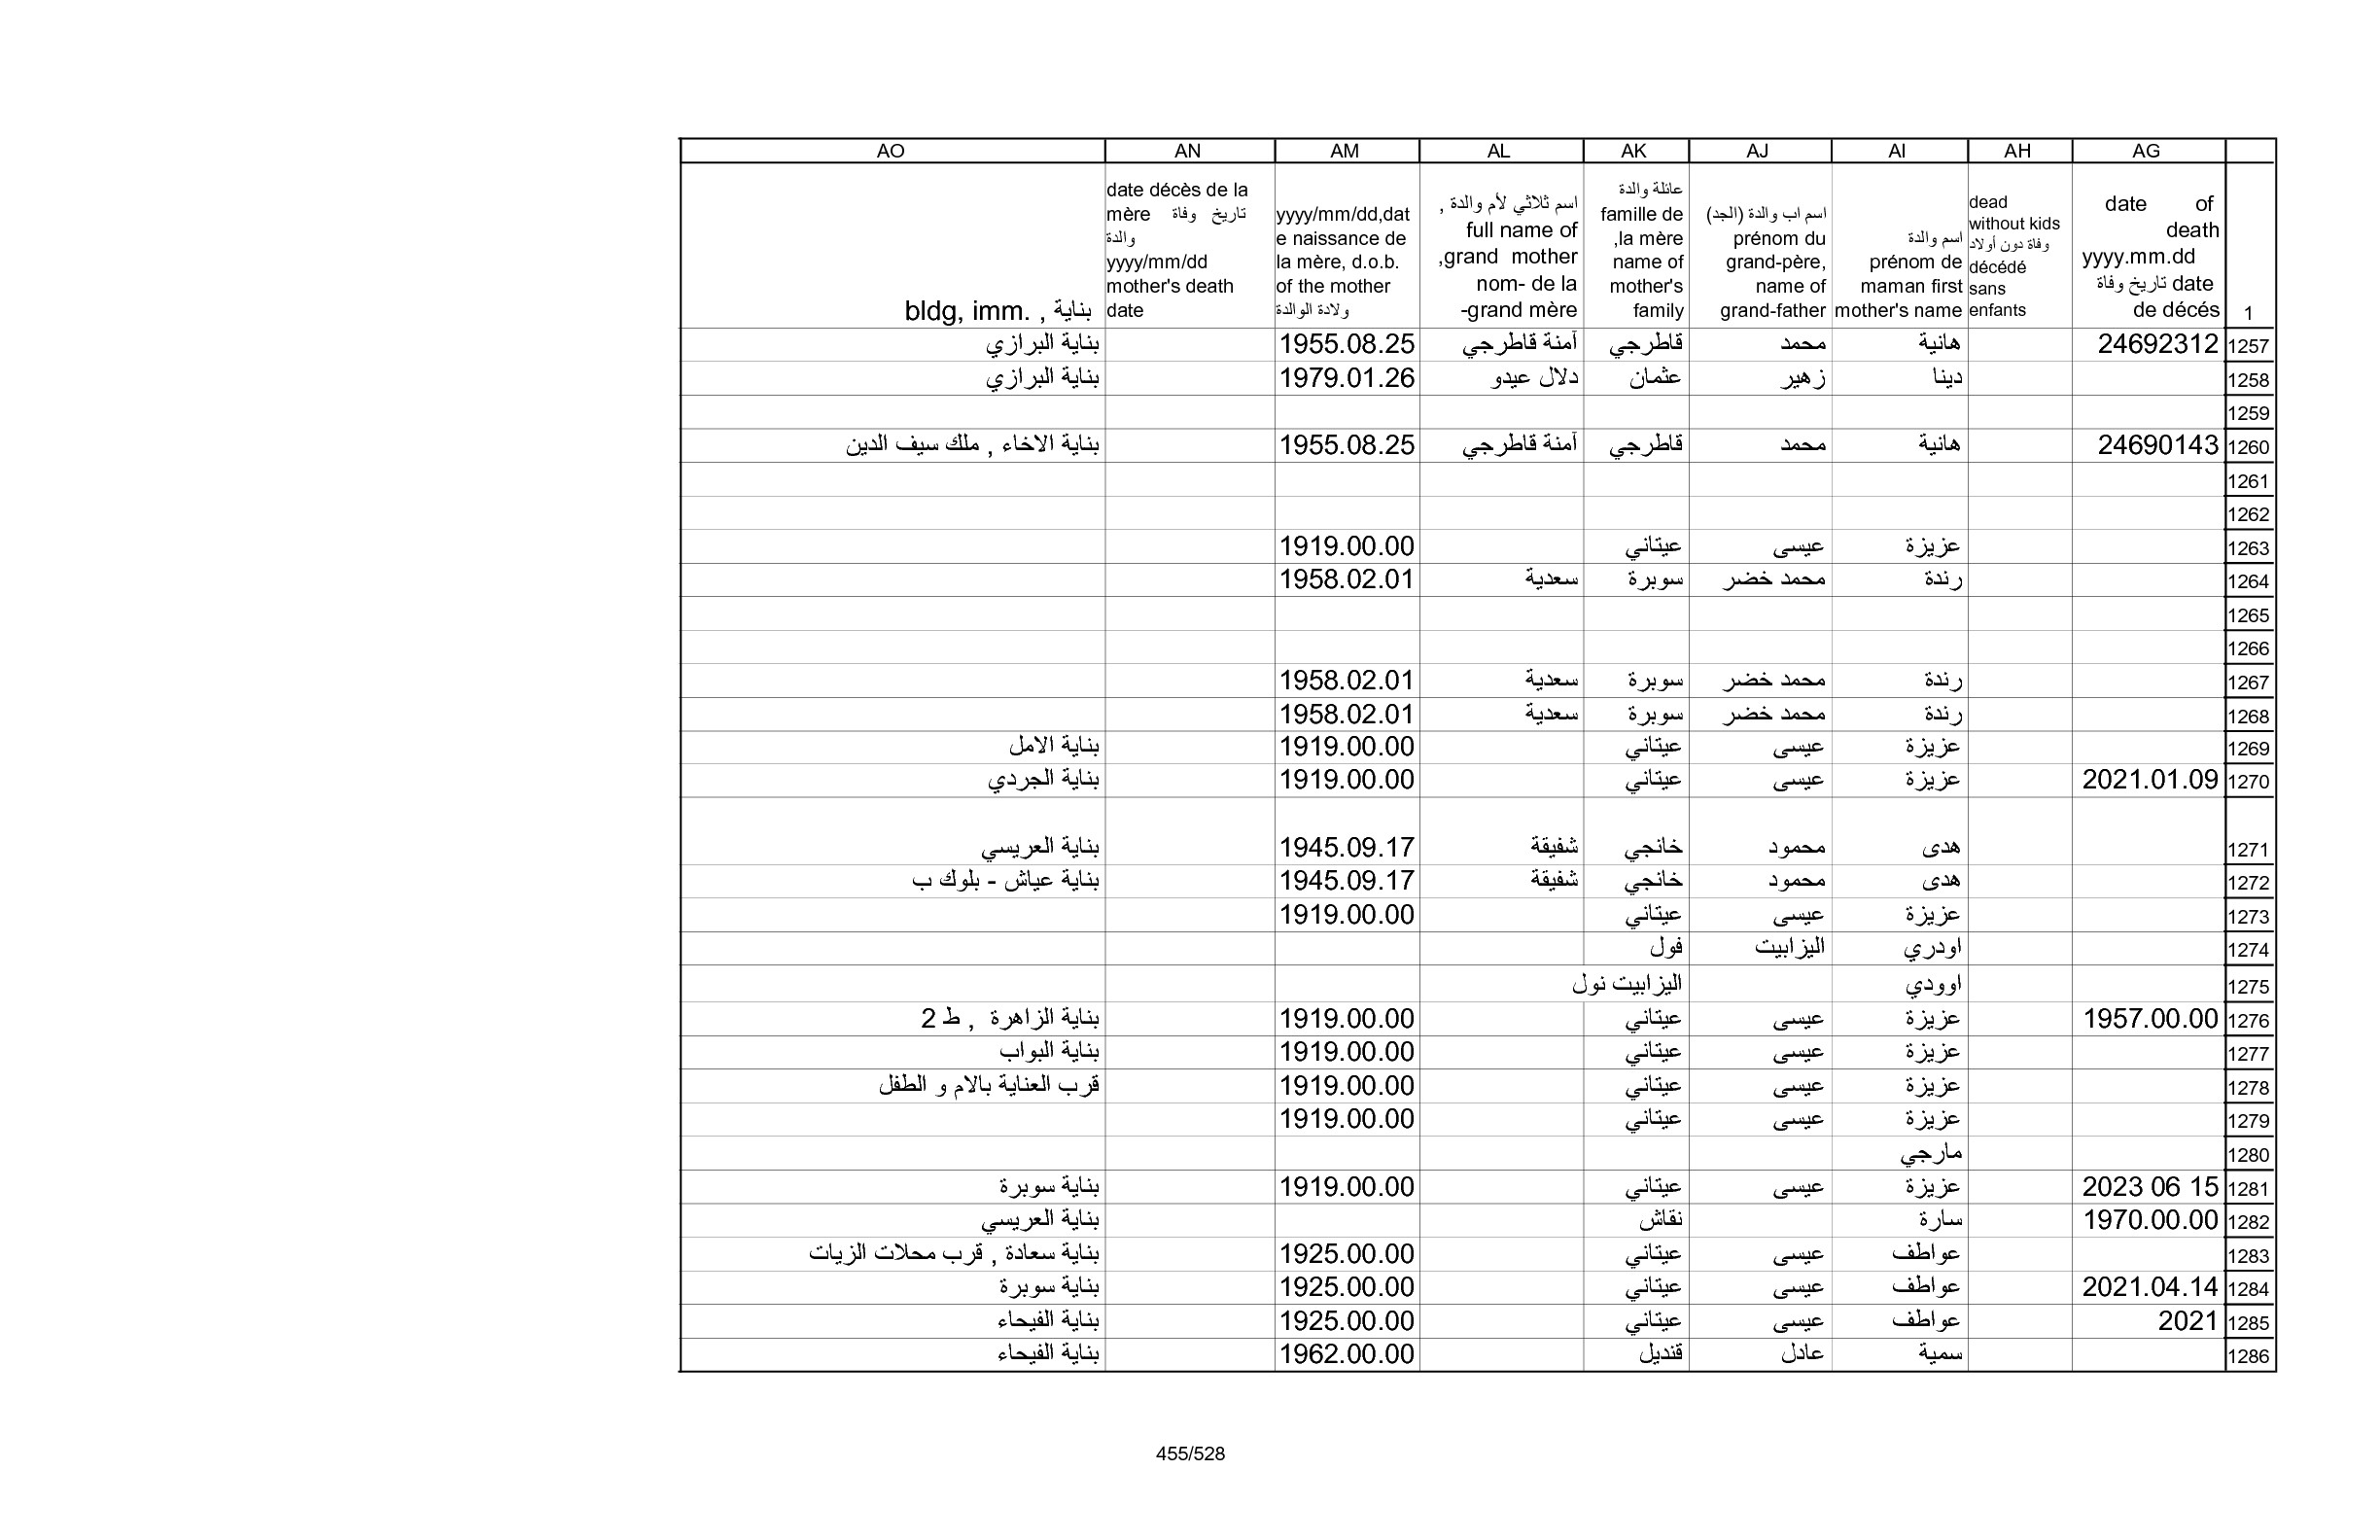 AG AH AI AJ AK AL AM AN AO
1 date of death yyyy.mm.dd تاريخ وفاة date de décés
dead without kids وفاة دون أولاد décédé sans enfants
اسم والدة prénom de maman first mother's name
اسم اب والدة (الجد) prénom du grand-père, name of grand-father
عائلة والدة famille de la mère, name of mother's family
اسم ثلاثي لأم والدة , full name of grand mother, nom- de la grand mère-
yyyy/mm/dd,date naissance de la mère, d.o.b. of the mother ولادة الوالدة
date décès de la mère تاريخ وفاة والدة yyyy/mm/dd mother's death date
بناية , bldg, imm.
1257 24692312 هانية محمد قاطرجي آمنة قاطرجي 1955.08.25 بناية البرازي
1258 دينا زهير عثمان دلال عيدو 1979.01.26 بناية البرازي
1259
1260 24690143 هانية محمد قاطرجي آمنة قاطرجي 1955.08.25 بناية الاخاء , ملك سيف الدين
1261
1262
1263 عزيزة عيسى عيتاني 1919.00.00
1264 رندة محمد خضر سوبرة سعدية 1958.02.01
1265
1266
1267 رندة محمد خضر سوبرة سعدية 1958.02.01
1268 رندة محمد خضر سوبرة سعدية 1958.02.01
1269 عزيزة عيسى عيتاني 1919.00.00 بناية الامل
1270 2021.01.09 عزيزة عيسى عيتاني 1919.00.00 بناية الجردي
1271 هدى محمود خانجي شفيقة 1945.09.17 بناية العريسي
1272 هدى محمود خانجي شفيقة 1945.09.17 بناية عياش - بلوك ب
1273 عزيزة عيسى عيتاني 1919.00.00
1274 اودري اليزابيت فول
1275 اوودي اليزابيت نول
1276 1957.00.00 عزيزة عيسى عيتاني 1919.00.00 بناية الزاهرة , ط 2
1277 عزيزة عيسى عيتاني 1919.00.00 بناية البواب
1278 عزيزة عيسى عيتاني 1919.00.00 قرب العناية بالام و الطفل
1279 عزيزة عيسى عيتاني 1919.00.00
1280 مارجي
1281 2023 06 15 عزيزة عيسى عيتاني 1919.00.00 بناية سوبرة
1282 1970.00.00 سارة نقاش بناية العريسي
1283 عواطف عيسى عيتاني 1925.00.00 بناية سعادة , قرب محلات الزيات
1284 2021.04.14 عواطف عيسى عيتاني 1925.00.00 بناية سوبرة
1285 2021 عواطف عيسى عيتاني 1925.00.00 بناية الفيحاء
1286 سمية عادل قنديل 1962.00.00 بناية الفيحاء
455/528